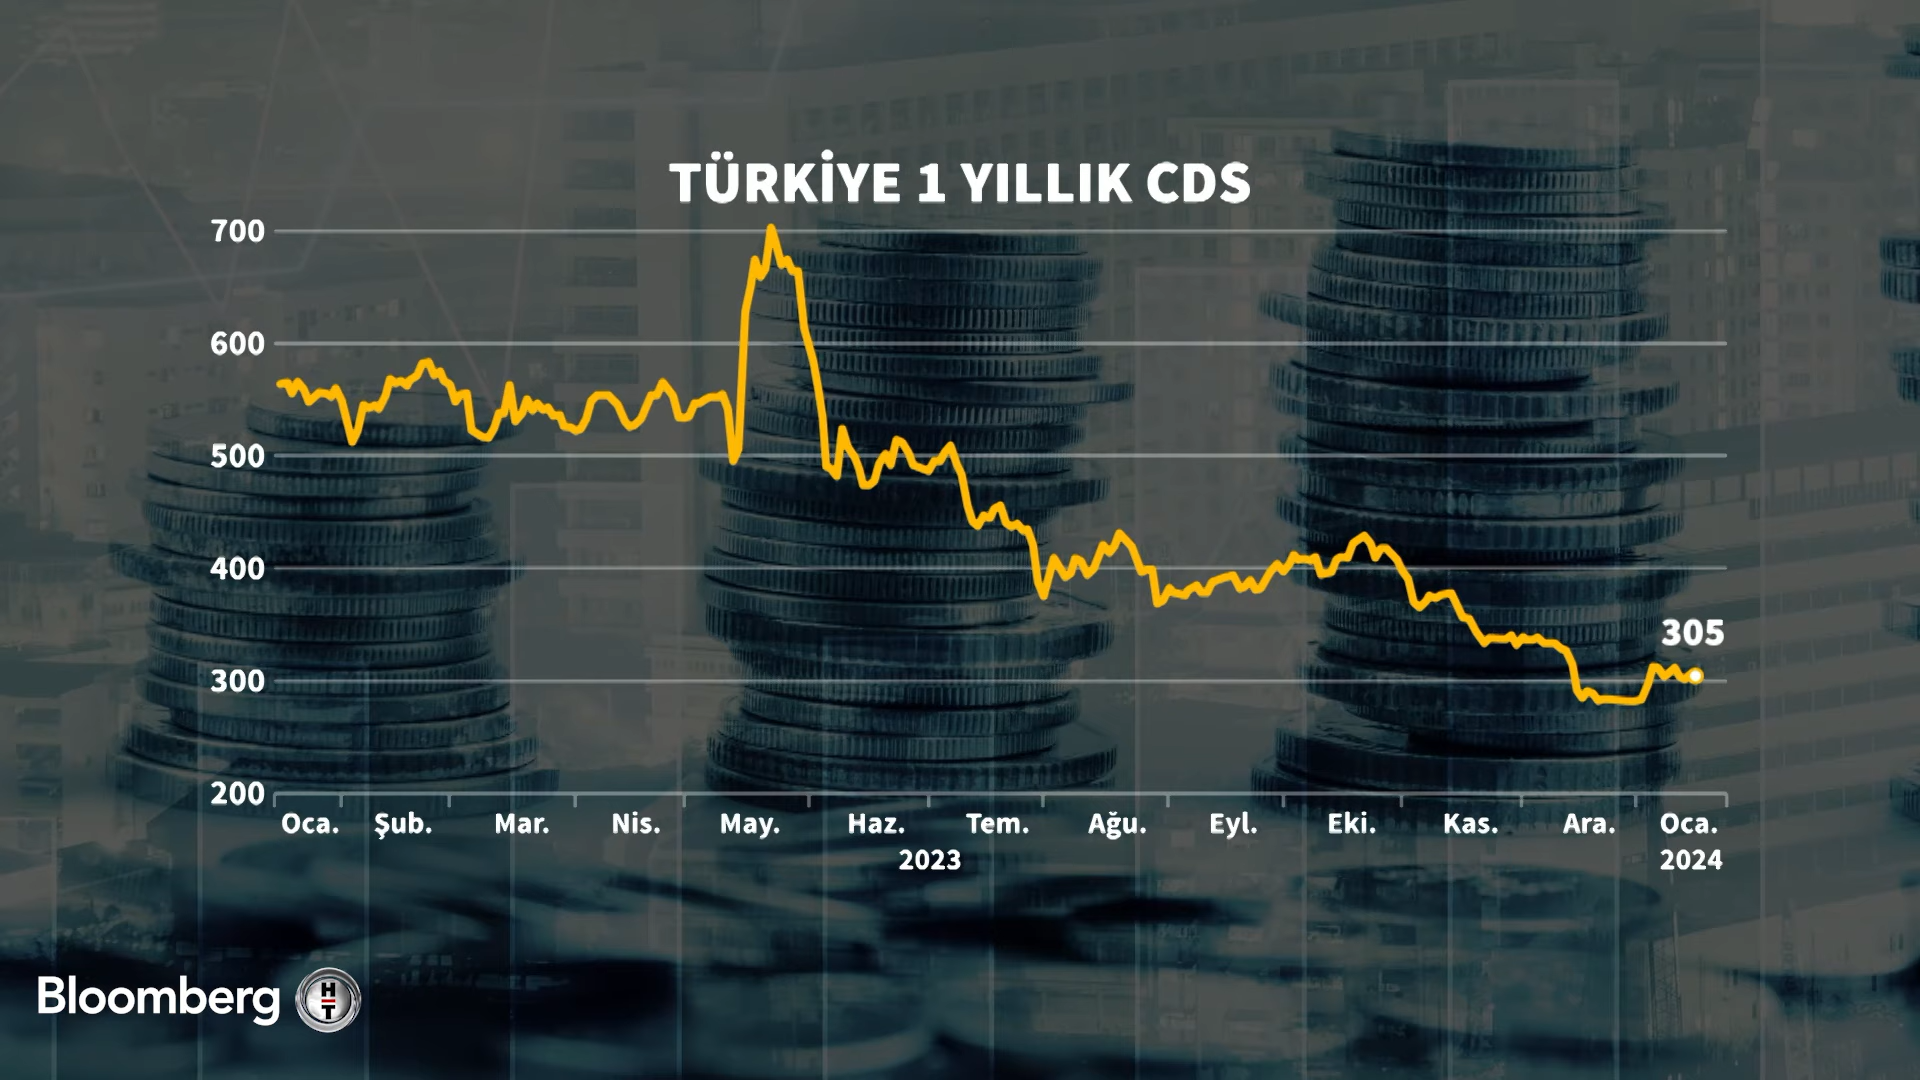 TÜRKİYE 1 YILLIK CDS
700
600
500
400
300
200
305
Oca. Şub. Mar. Nis. May. Haz. Tem. Ağu. Eyl. Eki. Kas. Ara. Oca.
2023 2024
Bloomberg HT